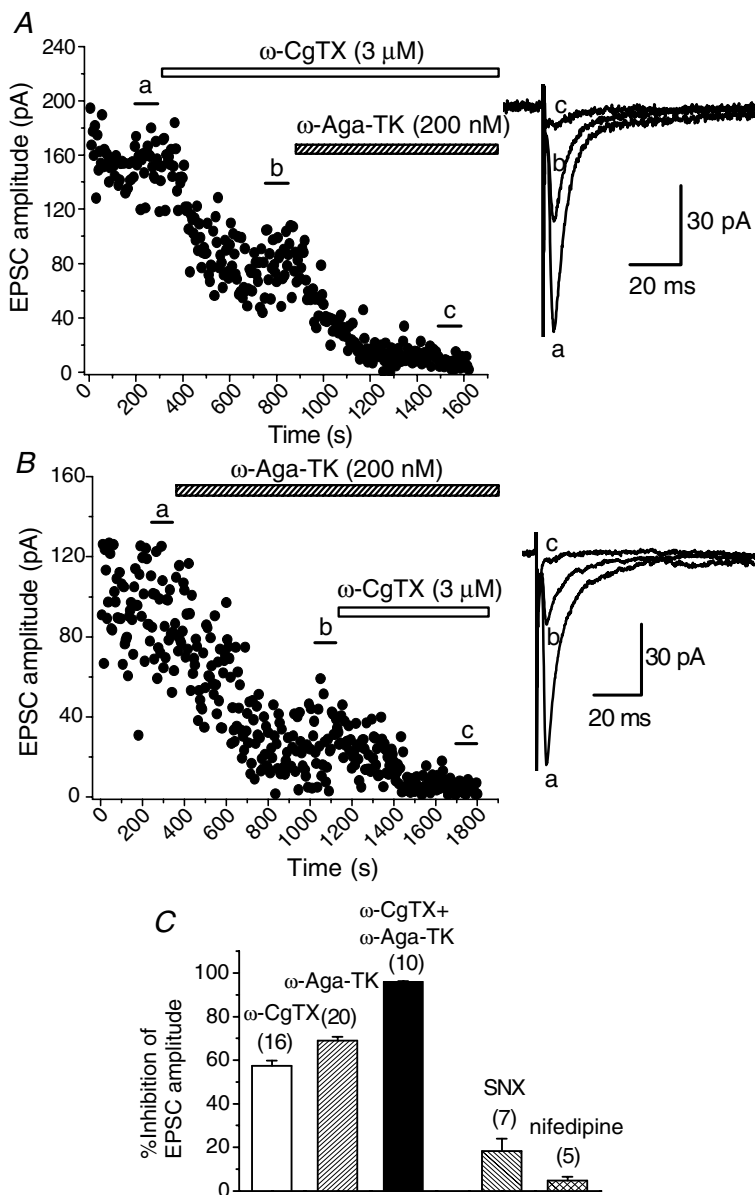 A
ω-CgTX (3 μM)
ω-Aga-TK (200 nM)
a
b
c
EPSC amplitude (pA)
240
200
160
120
80
40
0
0
200
400
600
800
1000
1200
1400
1600
Time (s)
c
b
a
30 pA
20 ms
B
ω-Aga-TK (200 nM)
ω-CgTX (3 μM)
a
b
c
EPSC amplitude (pA)
160
120
80
40
0
0
200
400
600
800
1000
1200
1400
1600
1800
Time (s)
c
b
a
30 pA
20 ms
C
%Inhibition of
EPSC amplitude
100
80
60
40
20
0
ω-CgTX
(16)
ω-Aga-TK
(20)
ω-CgTX+
ω-Aga-TK
(10)
SNX
(7)
nifedipine
(5)